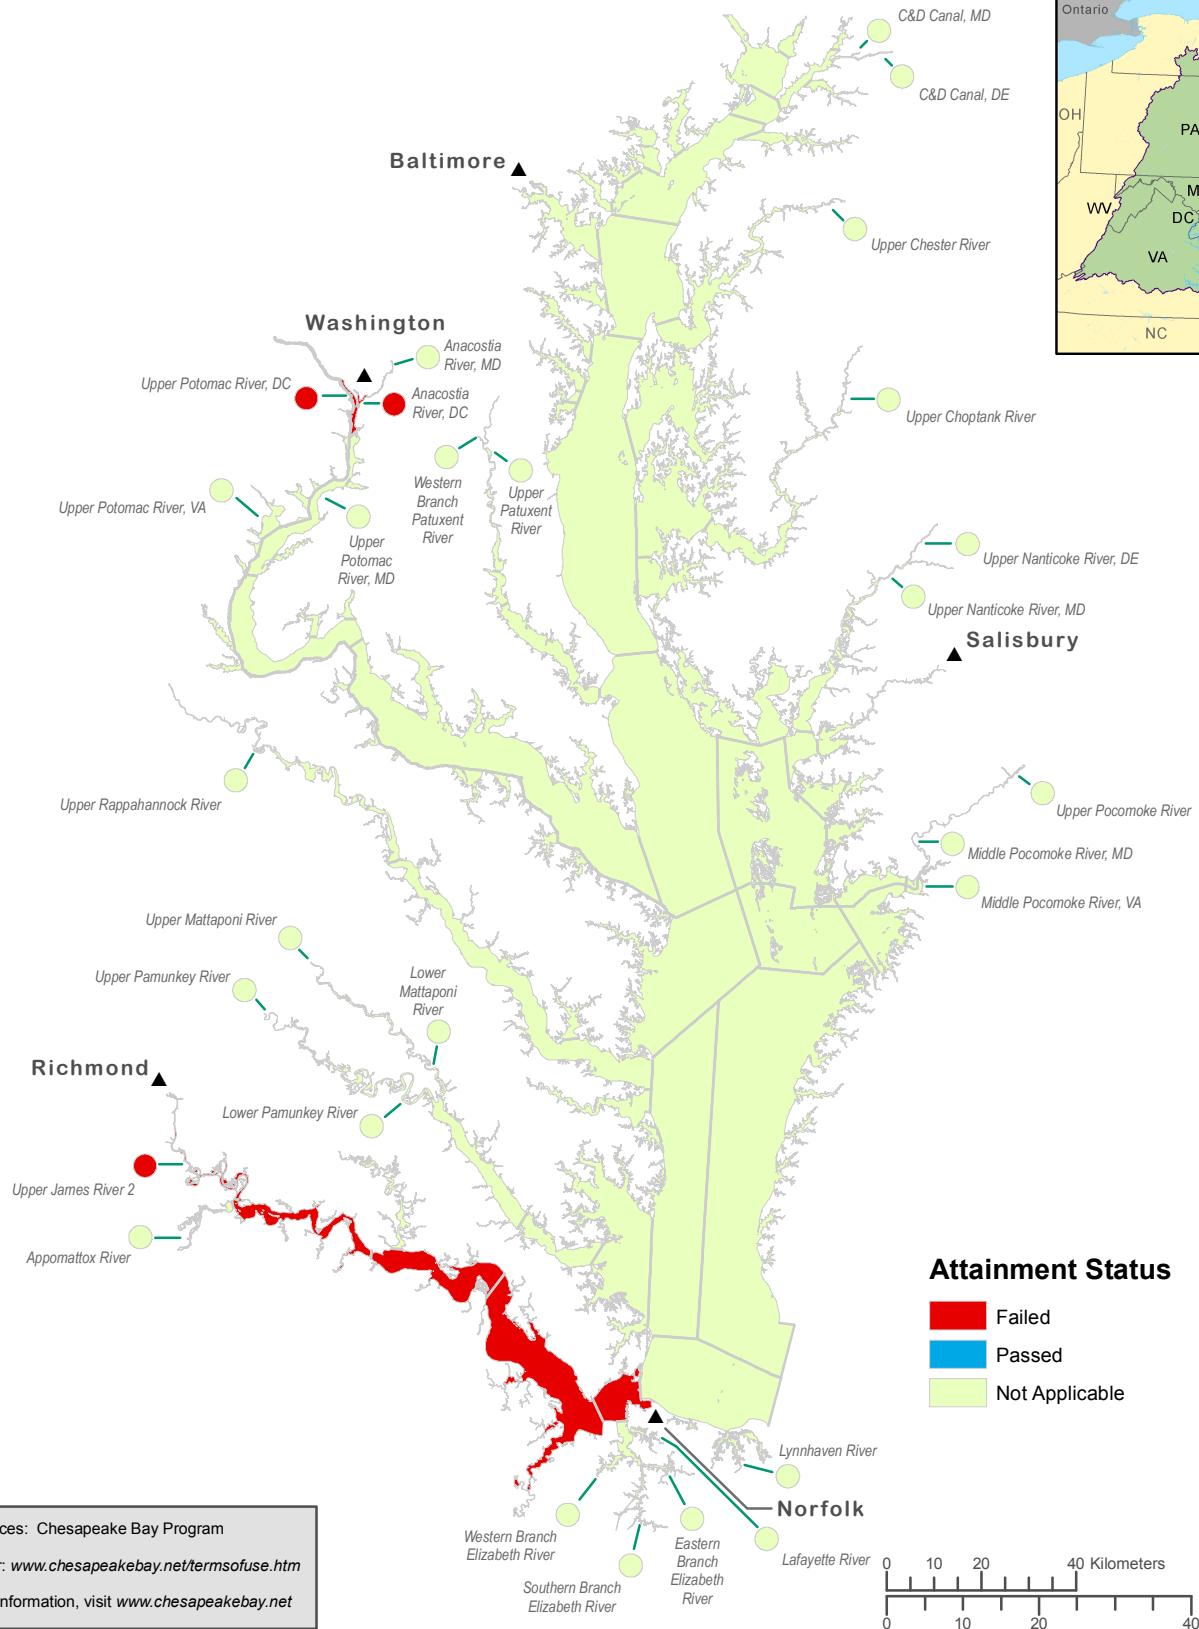 C&D Canal, MD
C&D Canal, DE
Ontario
OH
PA
WV
DC
VA
NC
Baltimore
Upper Chester River
Washington
Anacostia
River, MD
Upper Potomac River, DC
Anacostia
River, DC
Upper Choptank River
Western
Branch
Patuxent
River
Upper
Patuxent
River
Upper Potomac River, VA
Upper
Potomac
River, MD
Upper Nanticoke River, DE
Upper Nanticoke River, MD
Salisbury
Upper Rappahannock River
Upper Pocomoke River
Middle Pocomoke River, MD
Middle Pocomoke River, VA
Upper Mattaponi River
Upper Pamunkey River
Lower
Mattaponi
River
Richmond
Lower Pamunkey River
Upper James River 2
Appomattox River
Attainment Status
Failed
Passed
Not Applicable
Lynnhaven River
Norfolk
Lafayette River
Western Branch
Elizabeth River
Southern Branch
Elizabeth River
Eastern
Branch
Elizabeth
River
ces: Chesapeake Bay Program
r: www.chesapeakebay.net/termsofuse.htm
nformation, visit www.chesapeakebay.net
0 10 20 40 Kilometers
0 10 20 40